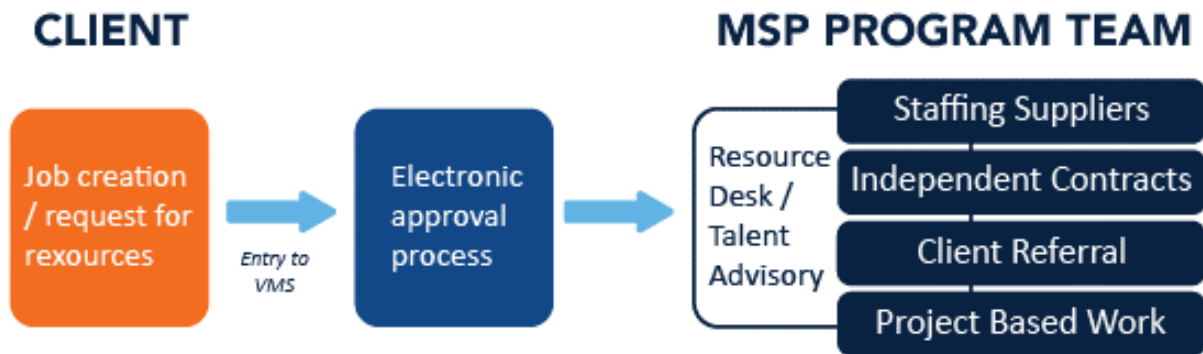 CLIENT
MSP PROGRAM TEAM
Job creation
/ request for
rexources
Entry to
VMS
Electronic
approval
process
Resource
Desk /
Talent
Advisory
Staffing Suppliers
Independent Contracts
Client Referral
Project Based Work